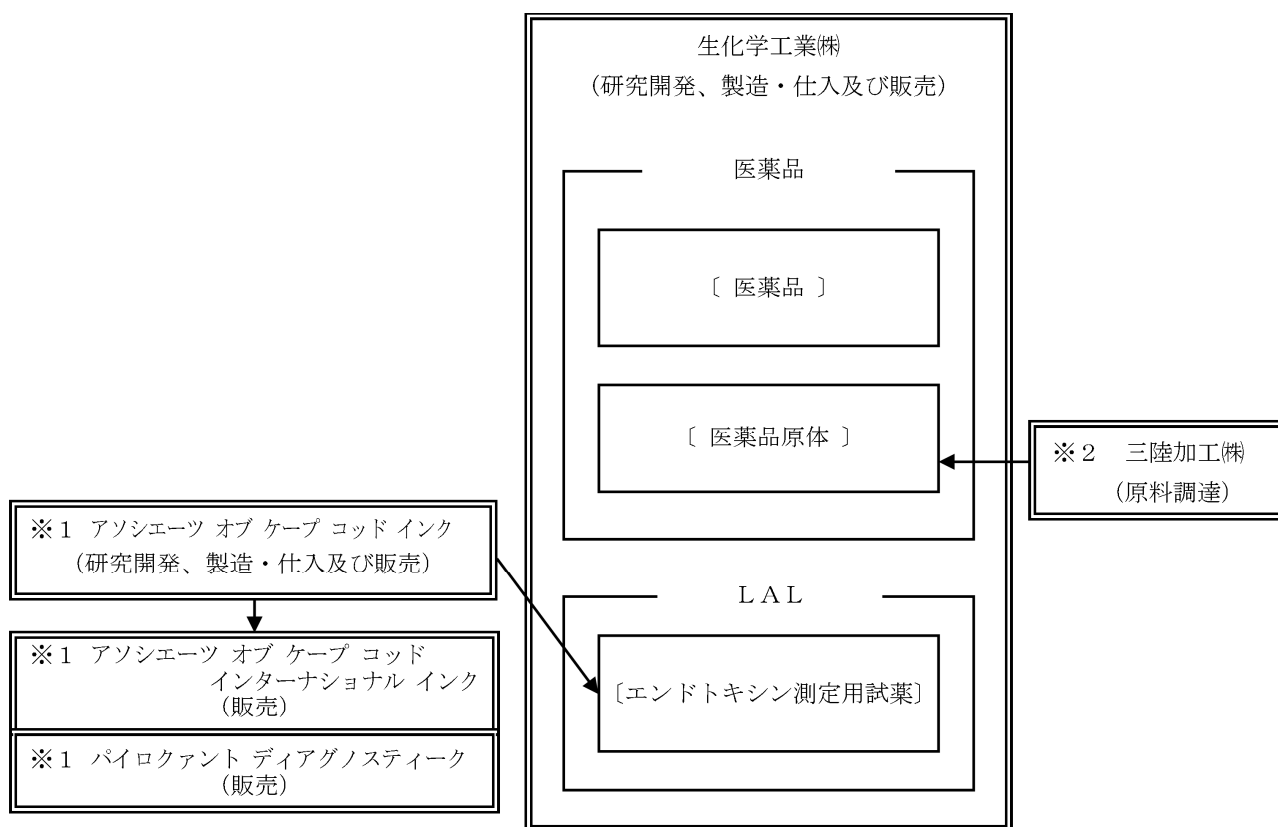 生化学工業㈱
（研究開発、製造・仕入及び販売）
医薬品
〔 医薬品 〕
〔 医薬品原体 〕
※２ 三陸加工㈱
（原料調達）
※１ アソシエーツ オブ ケープ コッド インク
（研究開発、製造・仕入及び販売）
※１ アソシエーツ オブ ケープ コッド
インターナショナル インク
（販売）
※１ パイロクァント ディアグノスティーク
（販売）
ＬＡＬ
〔エンドトキシン測定用試薬〕